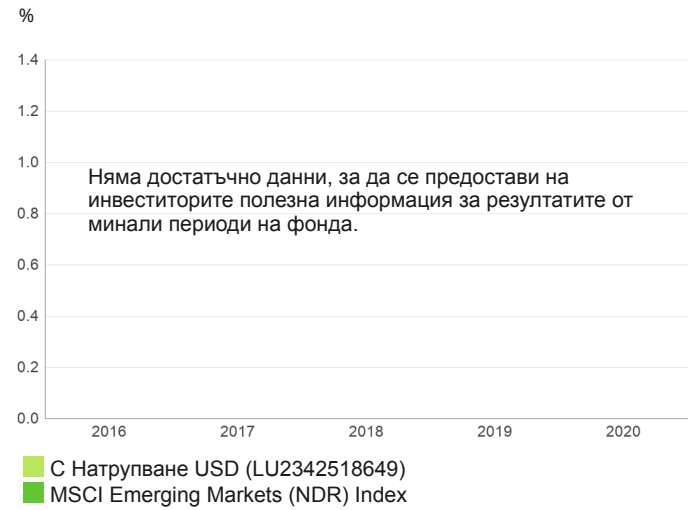 %
1.4
1.2
1.0
Няма достатъчно данни, за да се предостави на
инвеститорите полезна информация за резултатите от
0.8
минали периоди на фонда.
0.6
0.4
0.2
0.0
2016 2017 2018 2019 2020
C Натрупване USD (LU2342518649)
MSCI Emerging Markets (NDR) Index